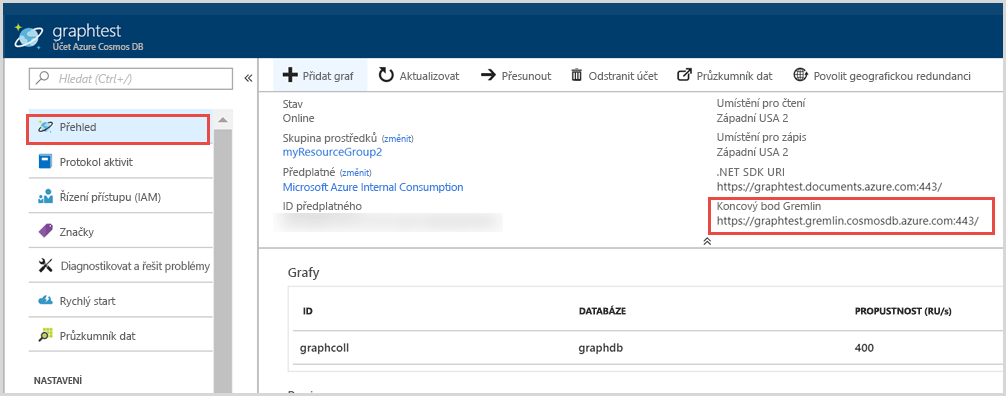 graphtest
Účet Azure Cosmos DB
Hledat (Ctrl+/)
«
Přehled
Protokol aktivit
Řízení přístupu (IAM)
Značky
Diagnostikovat a řešit problémy
Rychlý start
Průzkumník dat
NASTAVENÍ
Přidat graf
Aktualizovat
Přesunout
Odstranit účet
Průzkumník dat
Povolit geografickou redundanci
Stav
Online
Skupina prostředků (změnit)
myResourceGroup2
Předplatné (změnit)
Microsoft Azure Internal Consumption
ID předplatného
Umístění pro čtení
Západní USA 2
Umístění pro zápis
Západní USA 2
.NET SDK URI
https://graphtest.documents.azure.com:443/
Koncový bod Gremlin
https://graphtest.gremlin.cosmosdb.azure.com:443/
Grafy
ID DATABÁZE PROPUSTNOST (RU/s)
graphcoll graphdb 400